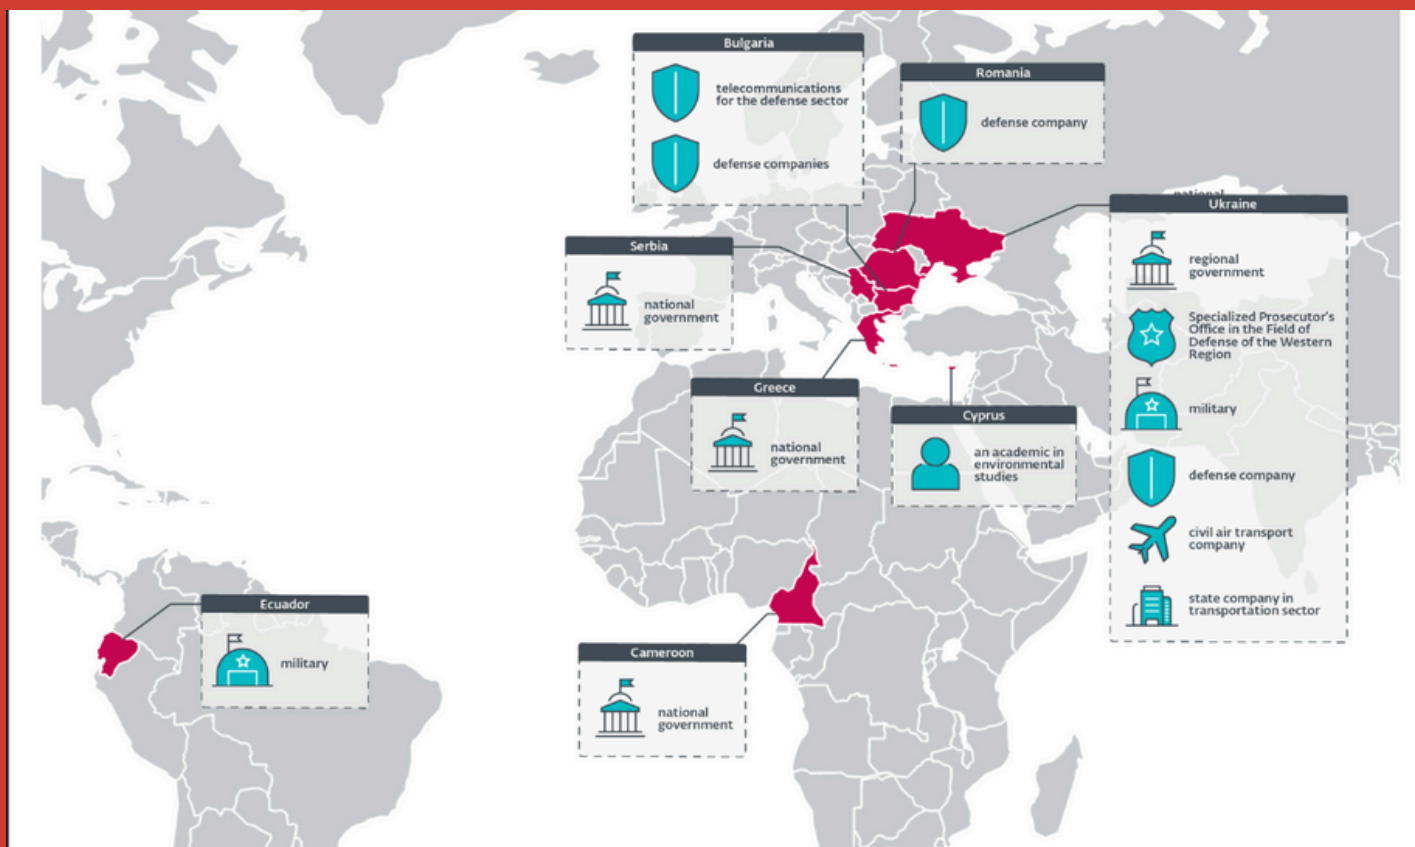 Bulgaria
telecommunications
for the defense sector
defense companies
Romania
defense company
national
Ukraine
regional
government
Specialized Prosecutor's
Office in the Field of
Defense of the Western
Region
military
defense company
civil air transport
company
state company in
transportation sector
Serbia
national
government
Greece
national
government
Cyprus
an academic in
environmental
studies
Ecuador
military
Cameroon
national
government